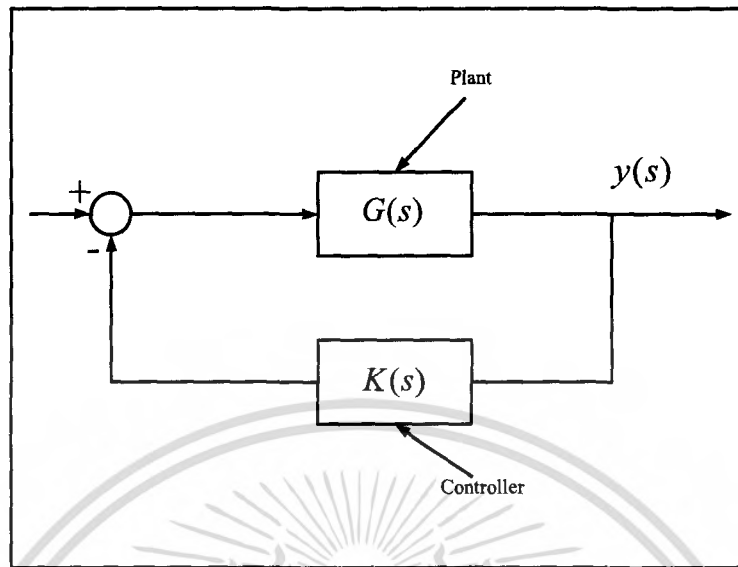 Plant
+
G(s)
y(s)
-
K(s)
Controller